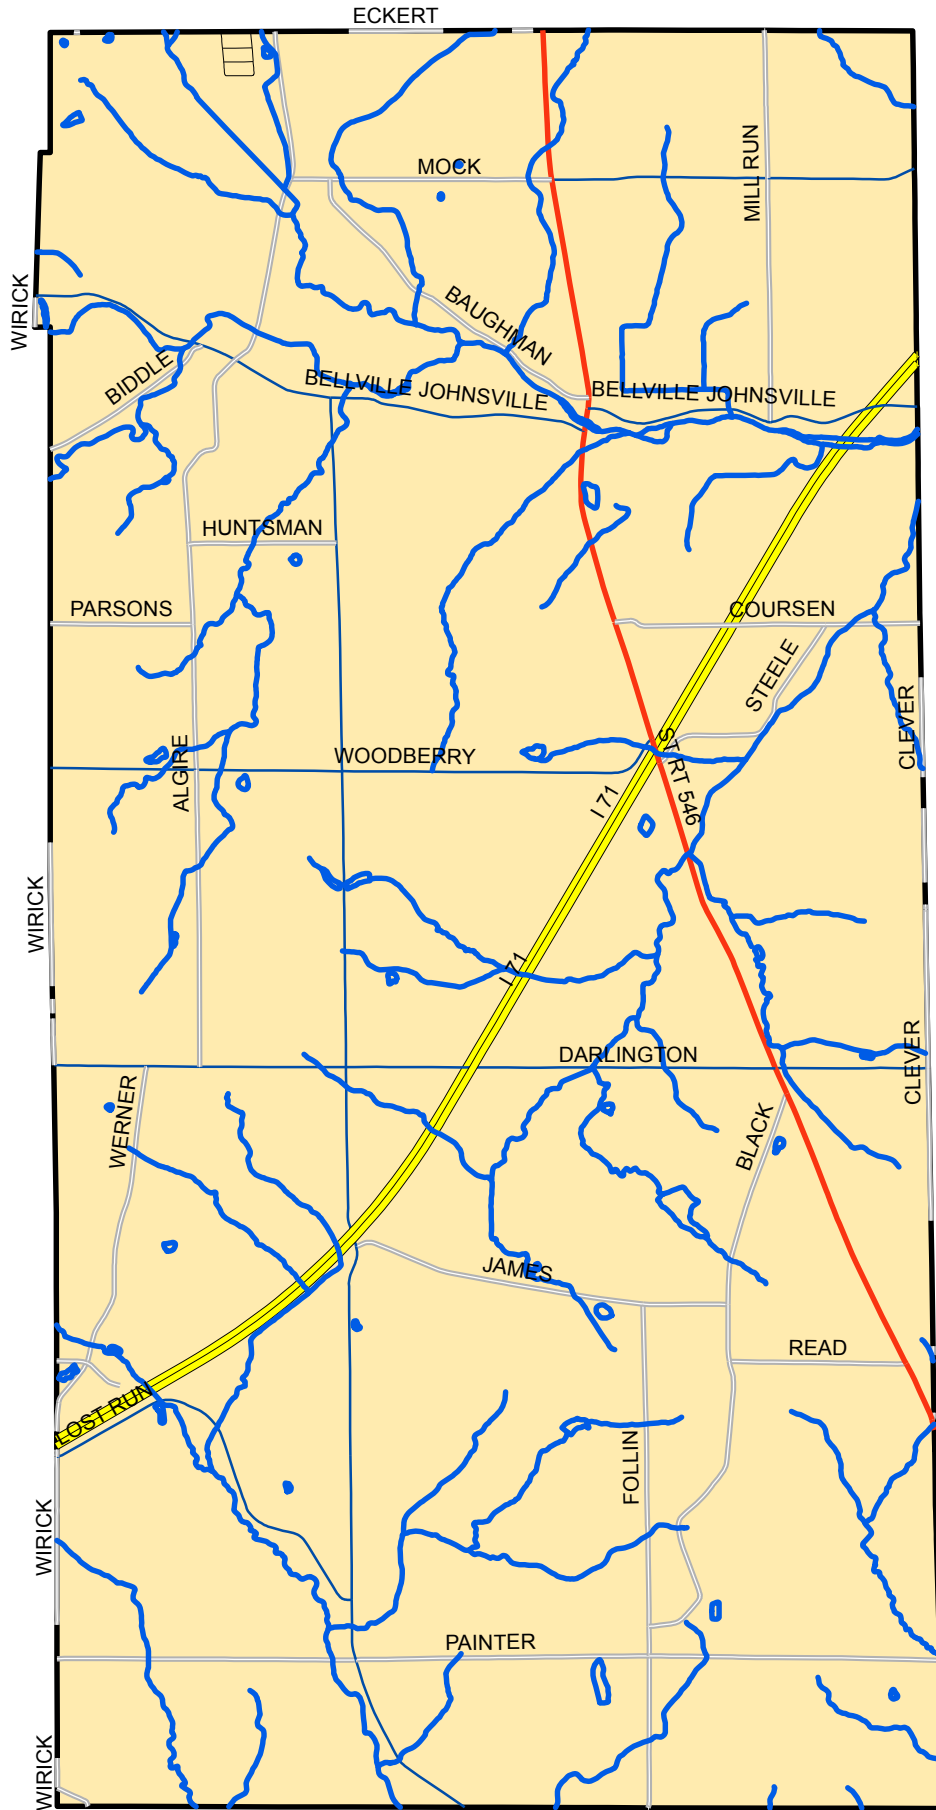 ECKERT
MOCK
MILL RUN
WIRICK
BAUGHMAN
BIDDLE
BELLVILLE JOHNSVILLE
BELLVILLE JOHNSVILLE
HUNTSMAN
PARSONS
COURSEN
STEELE
CLEVER
ALGIRE
WOODBERRY
ST RT 546
I 71
WIRICK
I 71
DARLINGTON
CLEVER
WERNER
BLACK
JAMES
READ
LOST RUN
FOLLIN
WIRICK
PAINTER
WIRICK